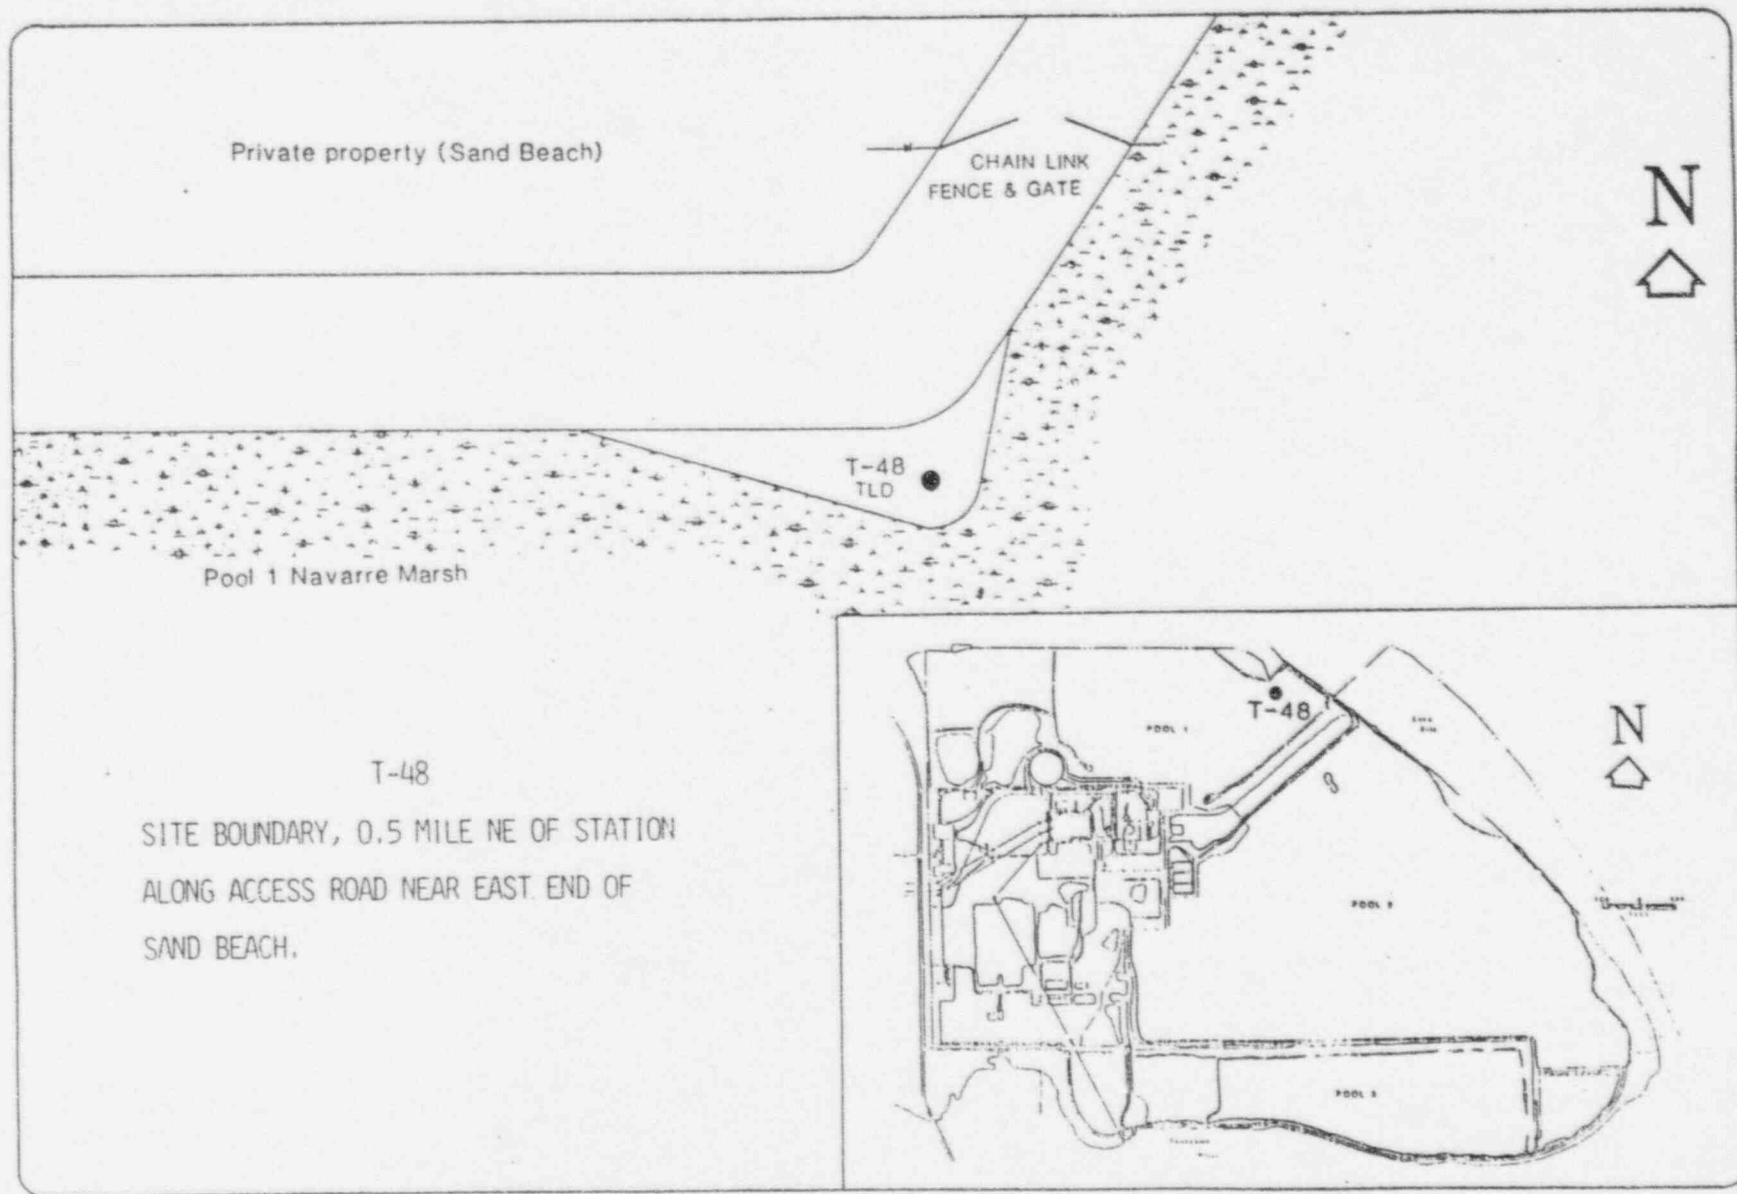 Private property (Sand Beach)
CHAIN LINK
FENCE & GATE
N
T-48
TLD
Pool 1 Navarre Marsh
T-48
SITE BOUNDARY, 0.5 MILE NE OF STATION
ALONG ACCESS ROAD NEAR EAST END OF
SAND BEACH.
T-48
POOL 1
N
POOL 2
POOL 3